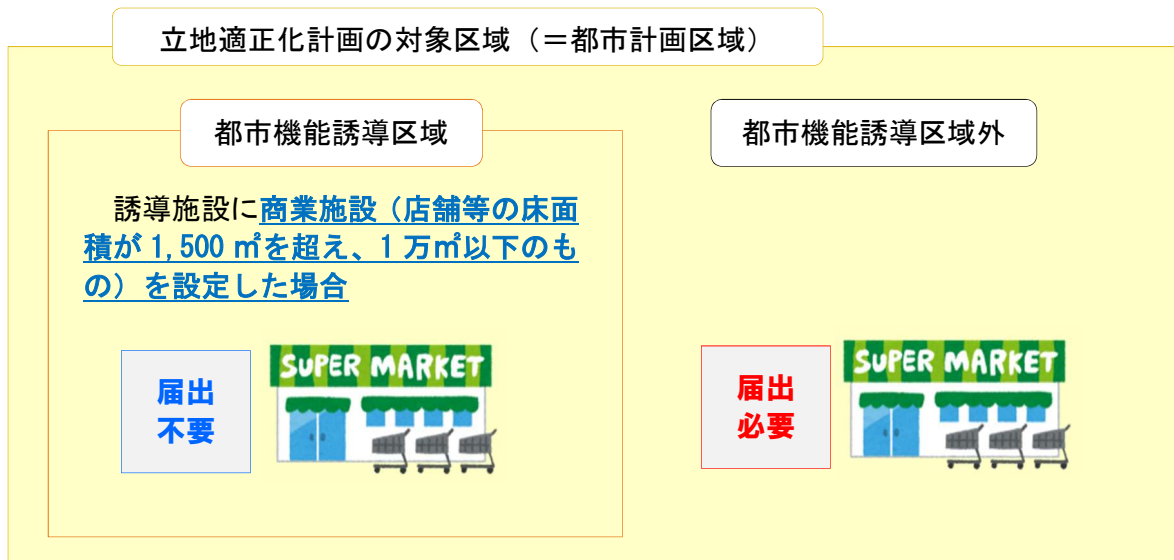 立地適正化計画の対象区域（＝都市計画区域）
都市機能誘導区域
誘導施設に商業施設（店舗等の床面
積が 1,500 ㎡を超え、1 万㎡以下のも
の）を設定した場合
届出
不要
SUPER MARKET
都市機能誘導区域外
届出
必要
SUPER MARKET